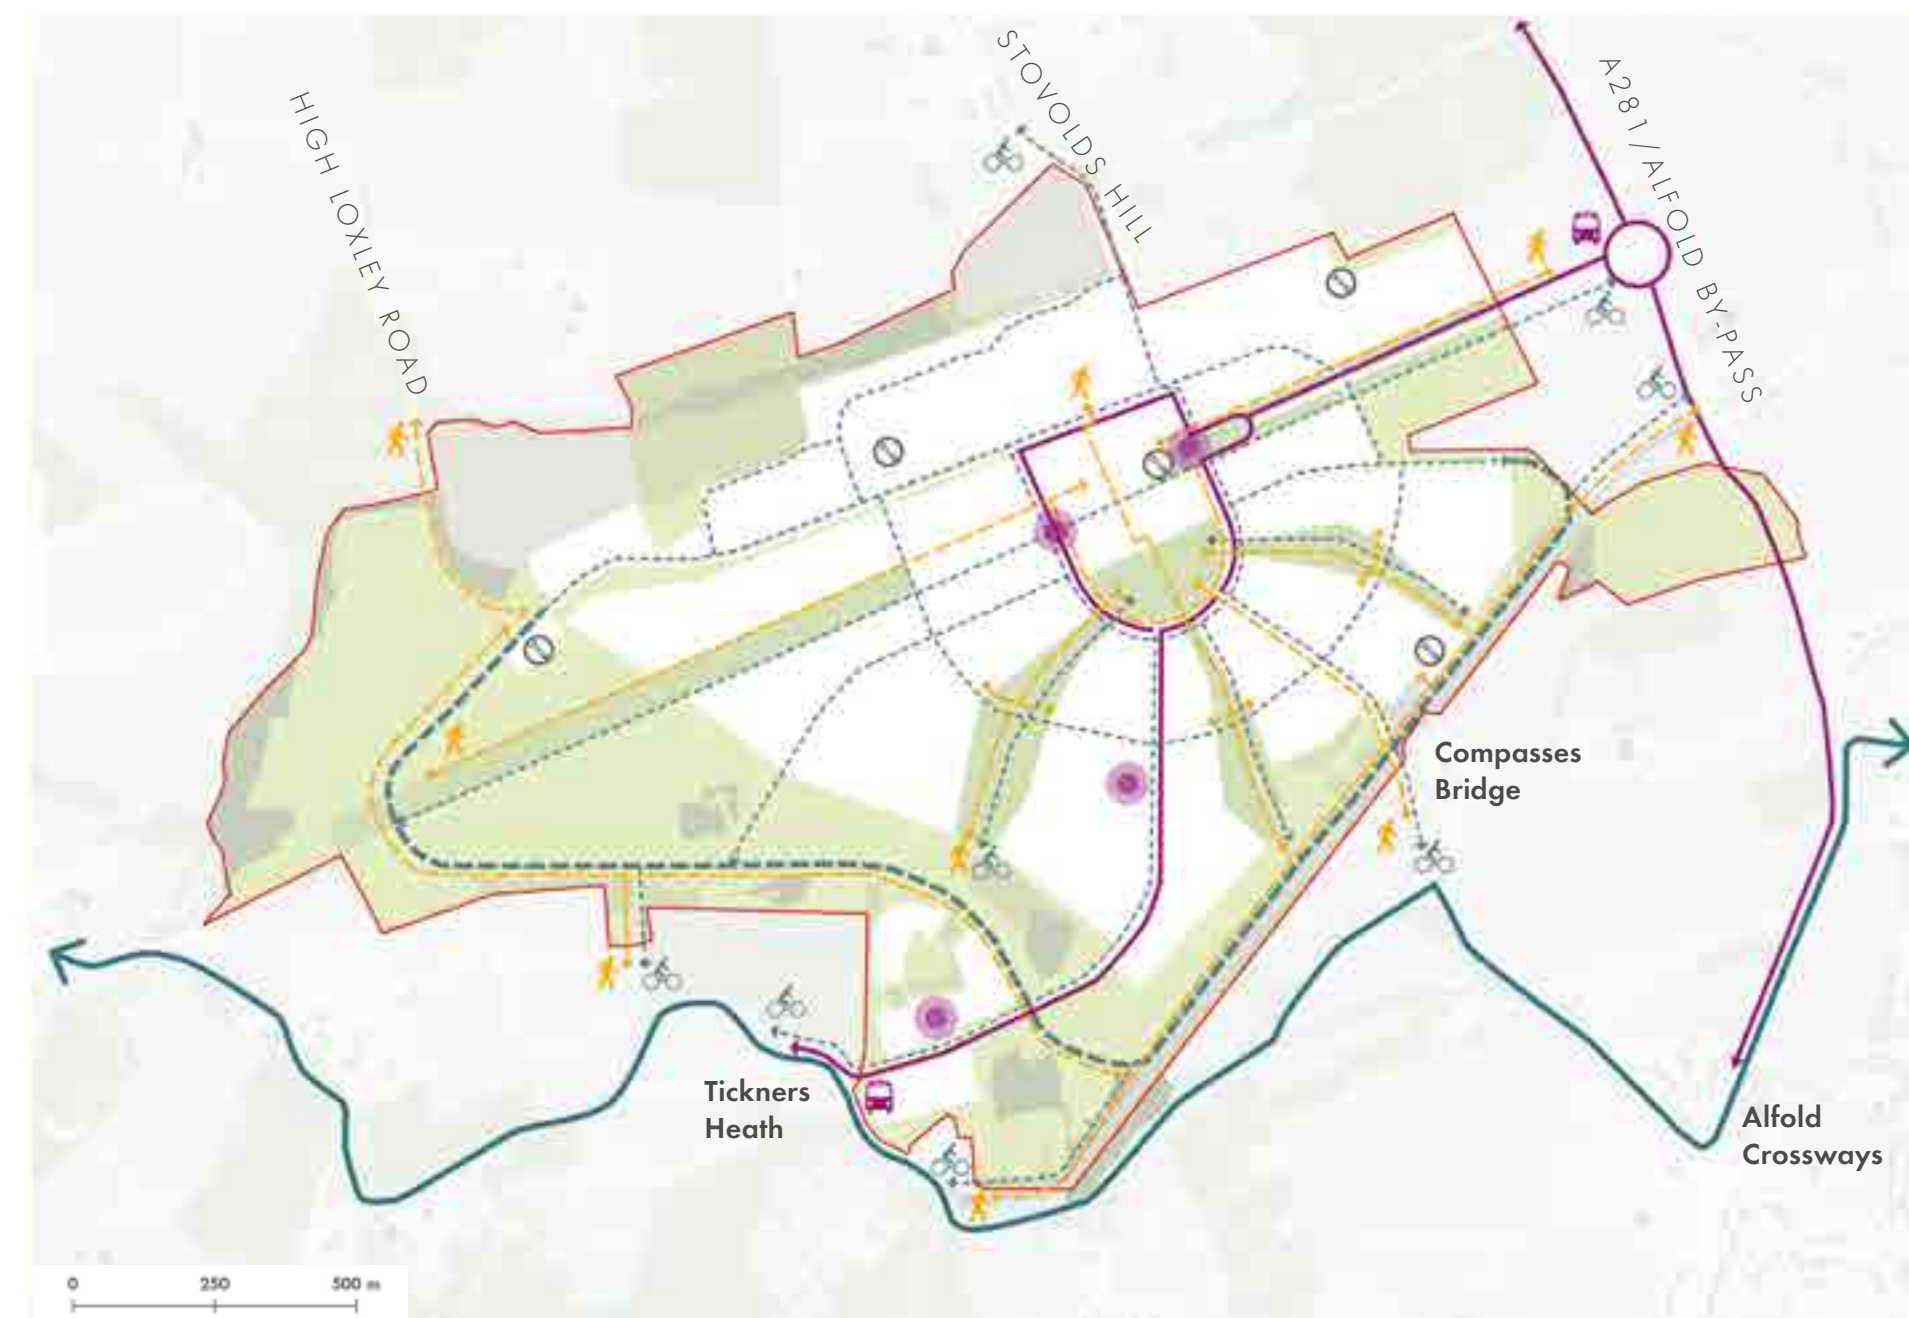 HIGH LOXLEY ROAD
STOVOLDS HILL
A281/ALFOLD BY-PASS
Compasses
Bridge
Tickners
Heath
Alfold
Crossways
0 250 500 m